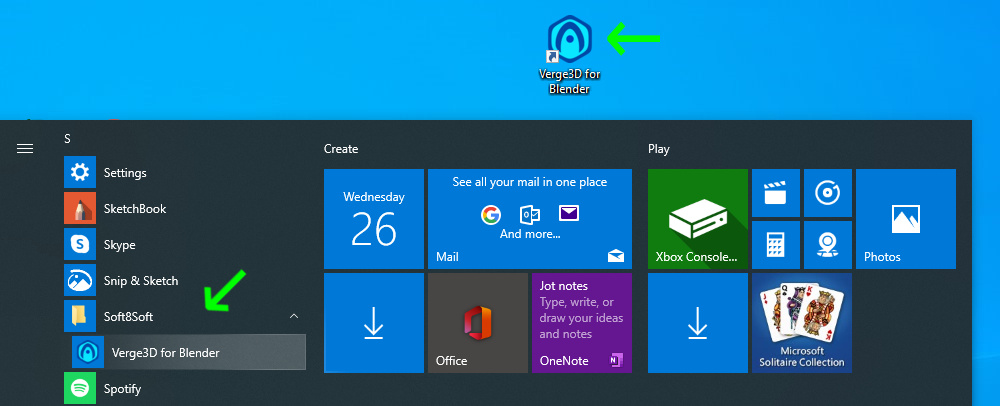 Verge3D for
Blender
S
Settings
SketchBook
Skype
Snip & Sketch
Soft8Soft
Verge3D for Blender
Spotify
Create
Wednesday
26
See all your mail in one place
And more...
Mail
Office
Jot notes
Type, write, or
draw your ideas
and notes
OneNote
N
Play
Xbox Console...
Photos
Microsoft
Solitaire Collection